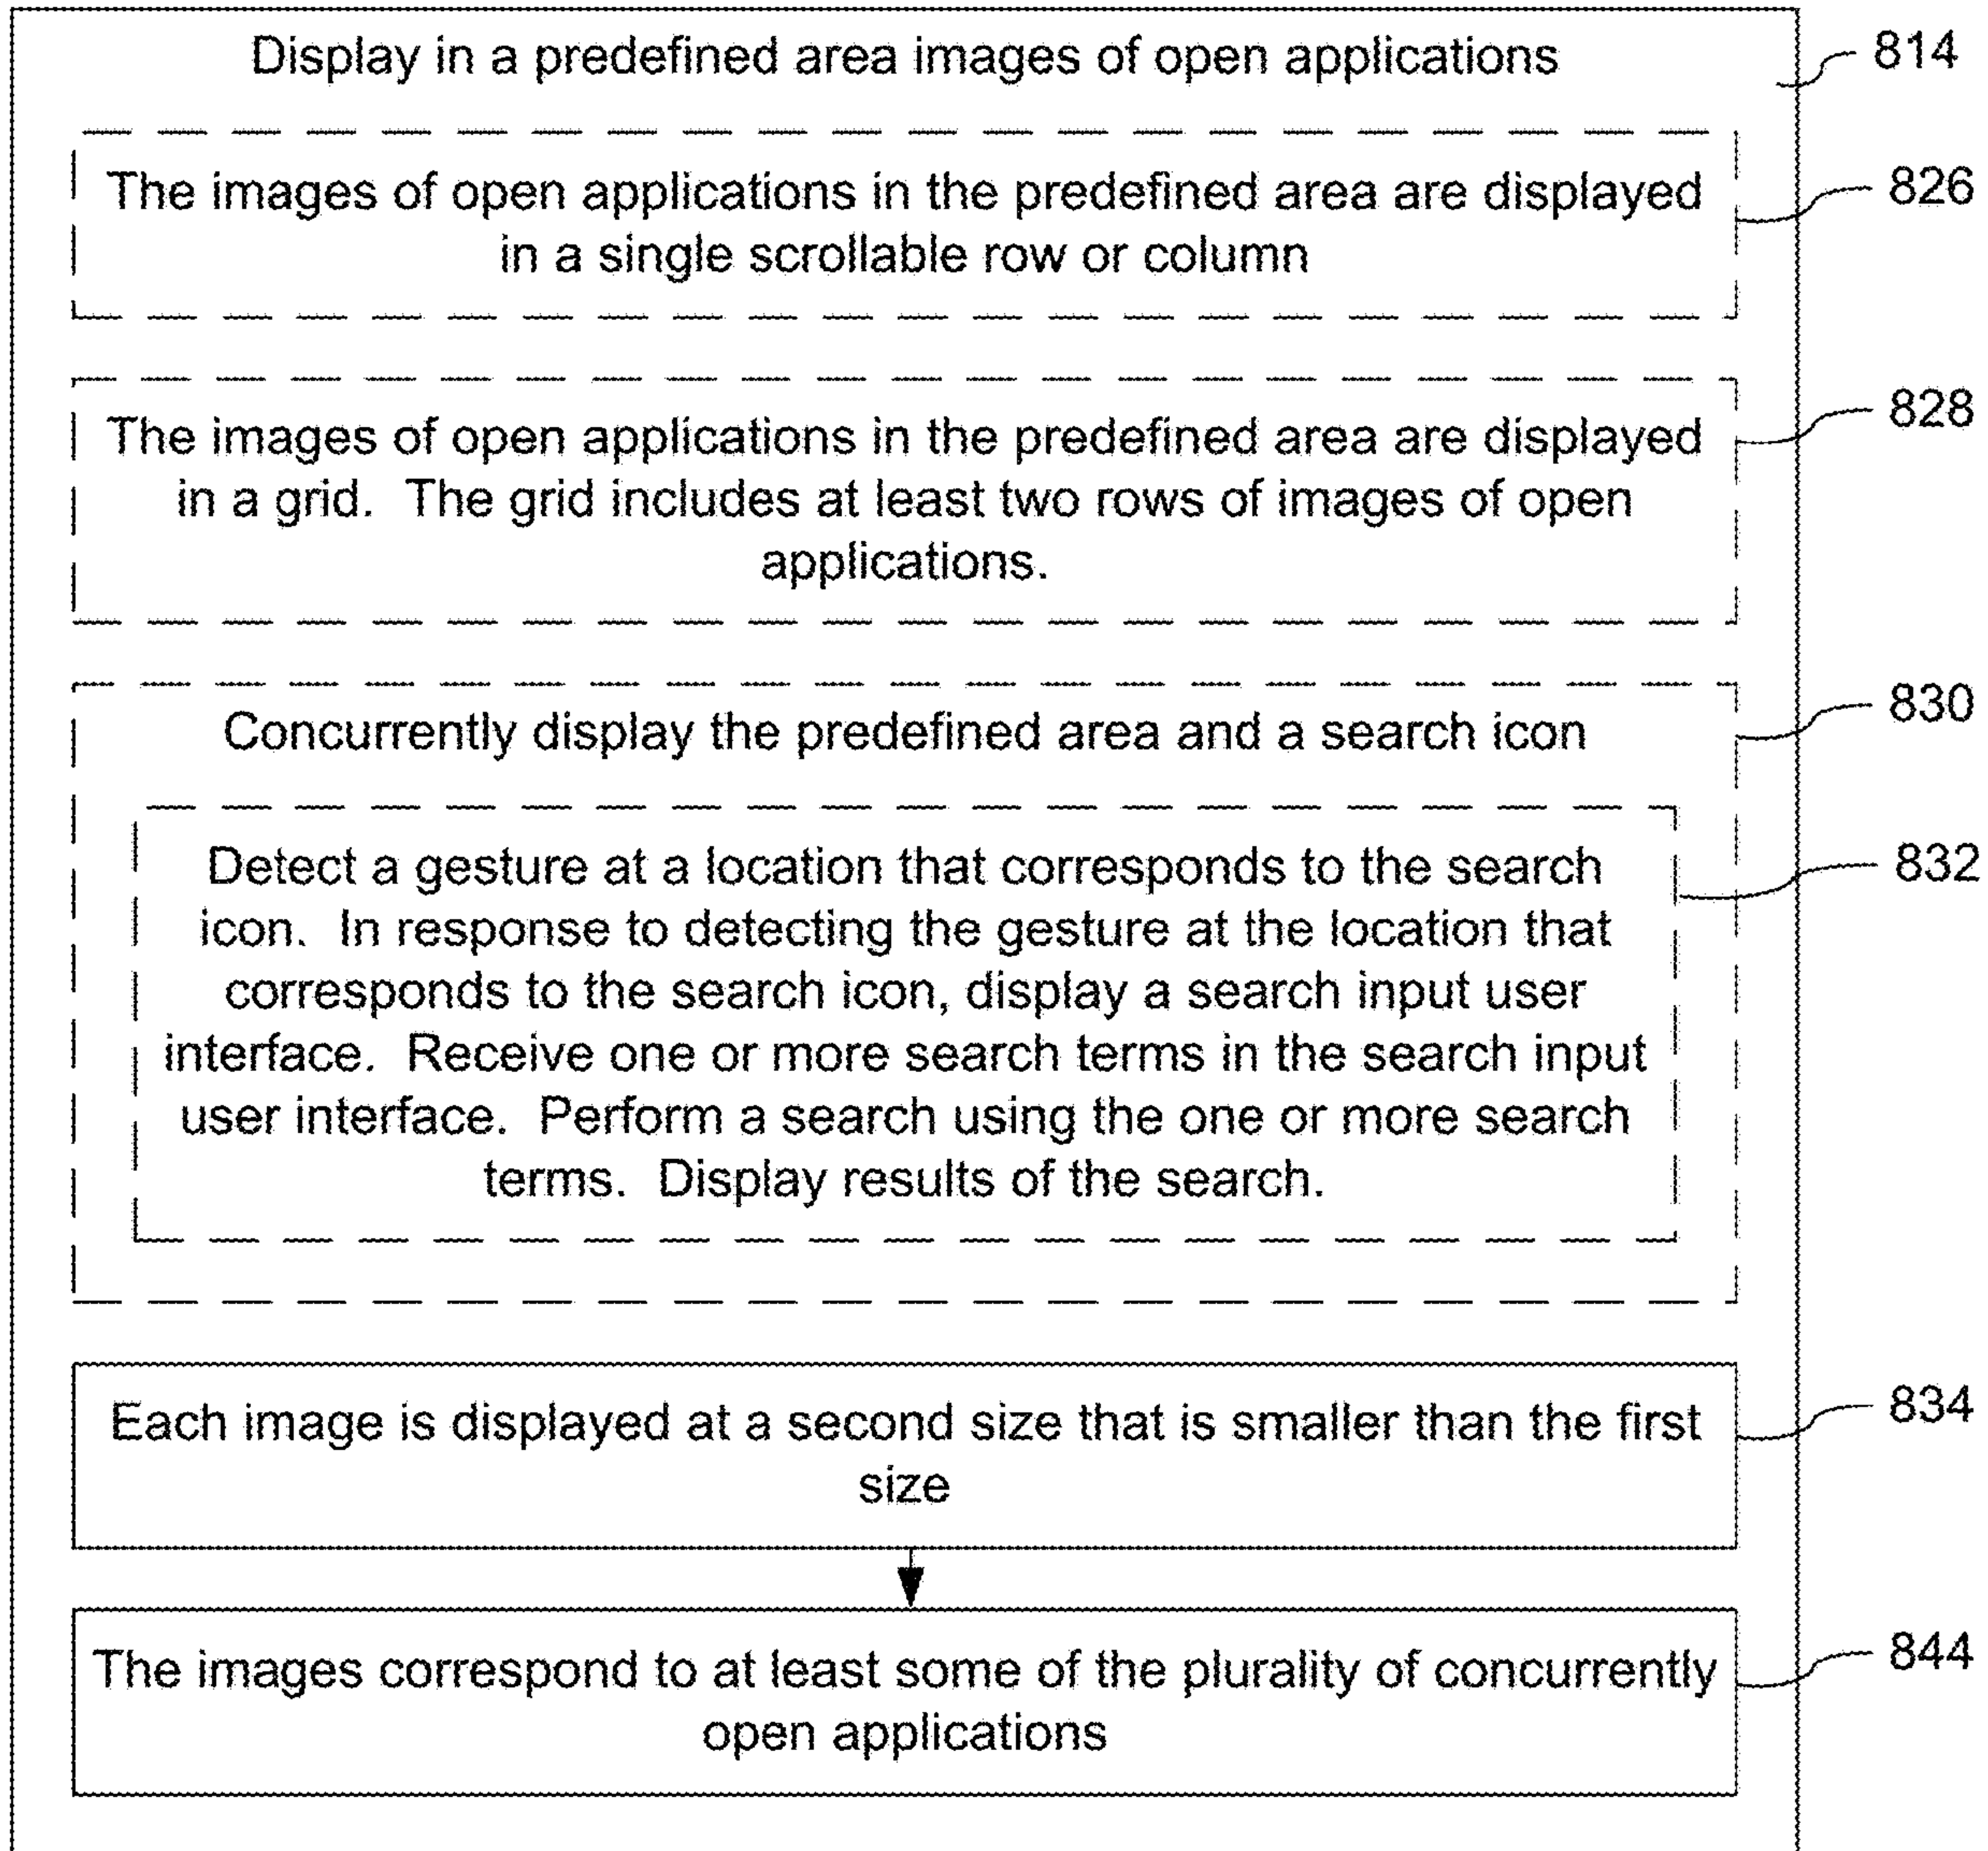 Display in a predefined area images of open applications
814
The images of open applications in the predefined area are displayed
in a single scrollable row or column
826
The images of open applications in the predefined area are displayed
in a grid.  The grid includes at least two rows of images of open
applications.
828
Concurrently display the predefined area and a search icon
830
Detect a gesture at a location that corresponds to the search
icon.  In response to detecting the gesture at the location that
corresponds to the search icon, display a search input user
interface.  Receive one or more search terms in the search input
user interface.  Perform a search using the one or more search
terms.  Display results of the search.
832
Each image is displayed at a second size that is smaller than the first
size
834
The images correspond to at least some of the plurality of concurrently
open applications
844